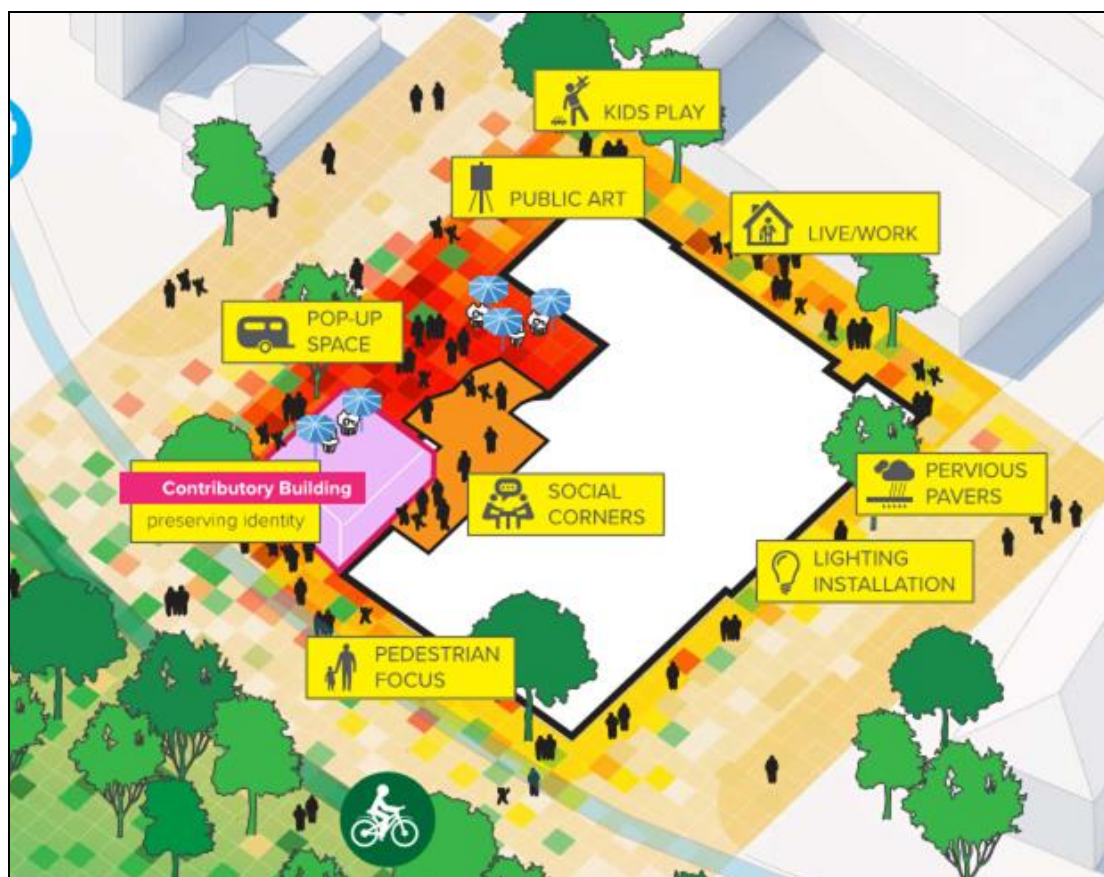 KIDS PLAY
PUBLIC ART
LIVE/WORK
POP-UP
SPACE
Contributory Building
preserving identity
SOCIAL
CORNERS
PERVIOUS
PAVERS
LIGHTING
INSTALLATION
PEDESTRIAN
FOCUS